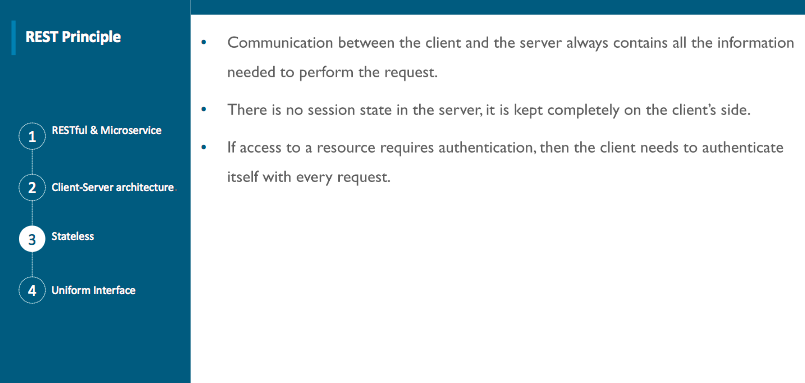 REST Principle
1 RESTful & Microservice
2 Client-Server architecture
3 Stateless
4 Uniform Interface
• Communication between the client and the server always contains all the information
needed to perform the request.
• There is no session state in the server, it is kept completely on the client's side.
• If access to a resource requires authentication, then the client needs to authenticate
itself with every request.